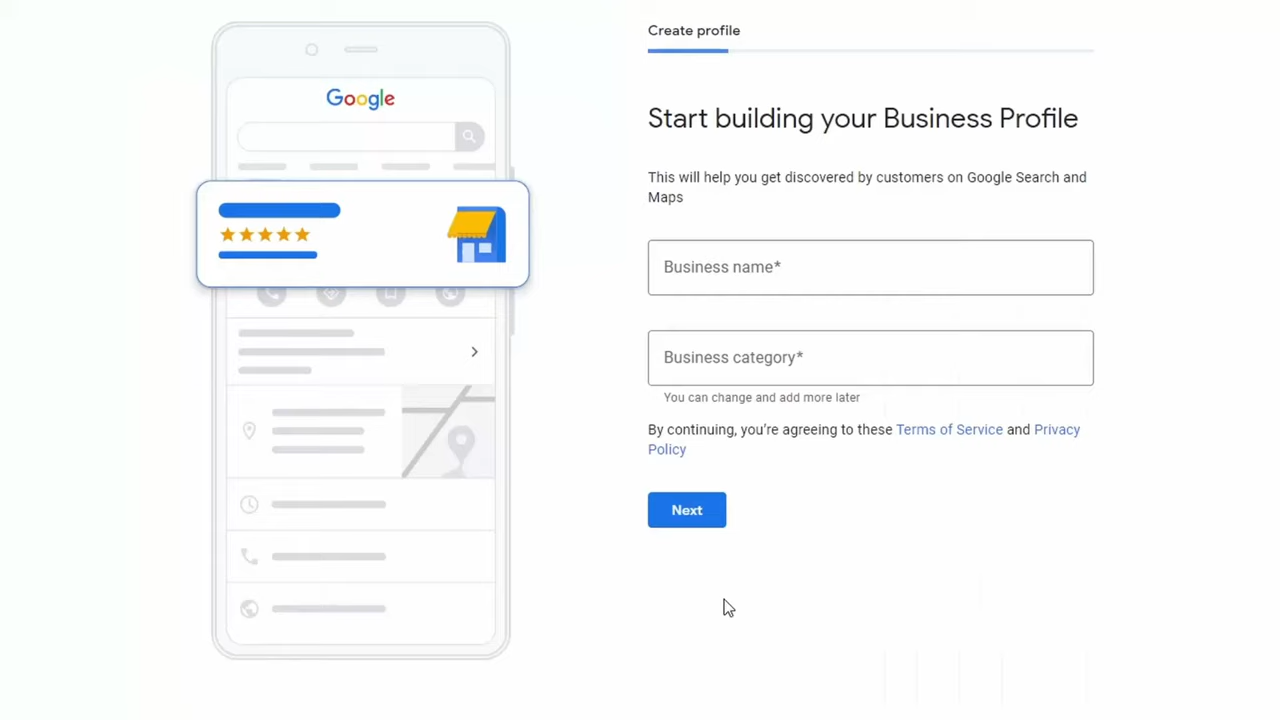 Google
Create profile
Start building your Business Profile
This will help you get discovered by customers on Google Search and
Maps
Business name*
Business category*
You can change and add more later
By continuing, you're agreeing to these Terms of Service and Privacy
Policy
Next